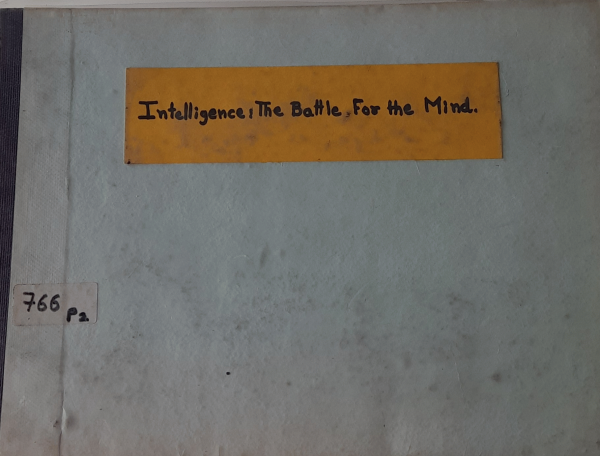 Intelligence: The Battle For the Mind.
766 P2